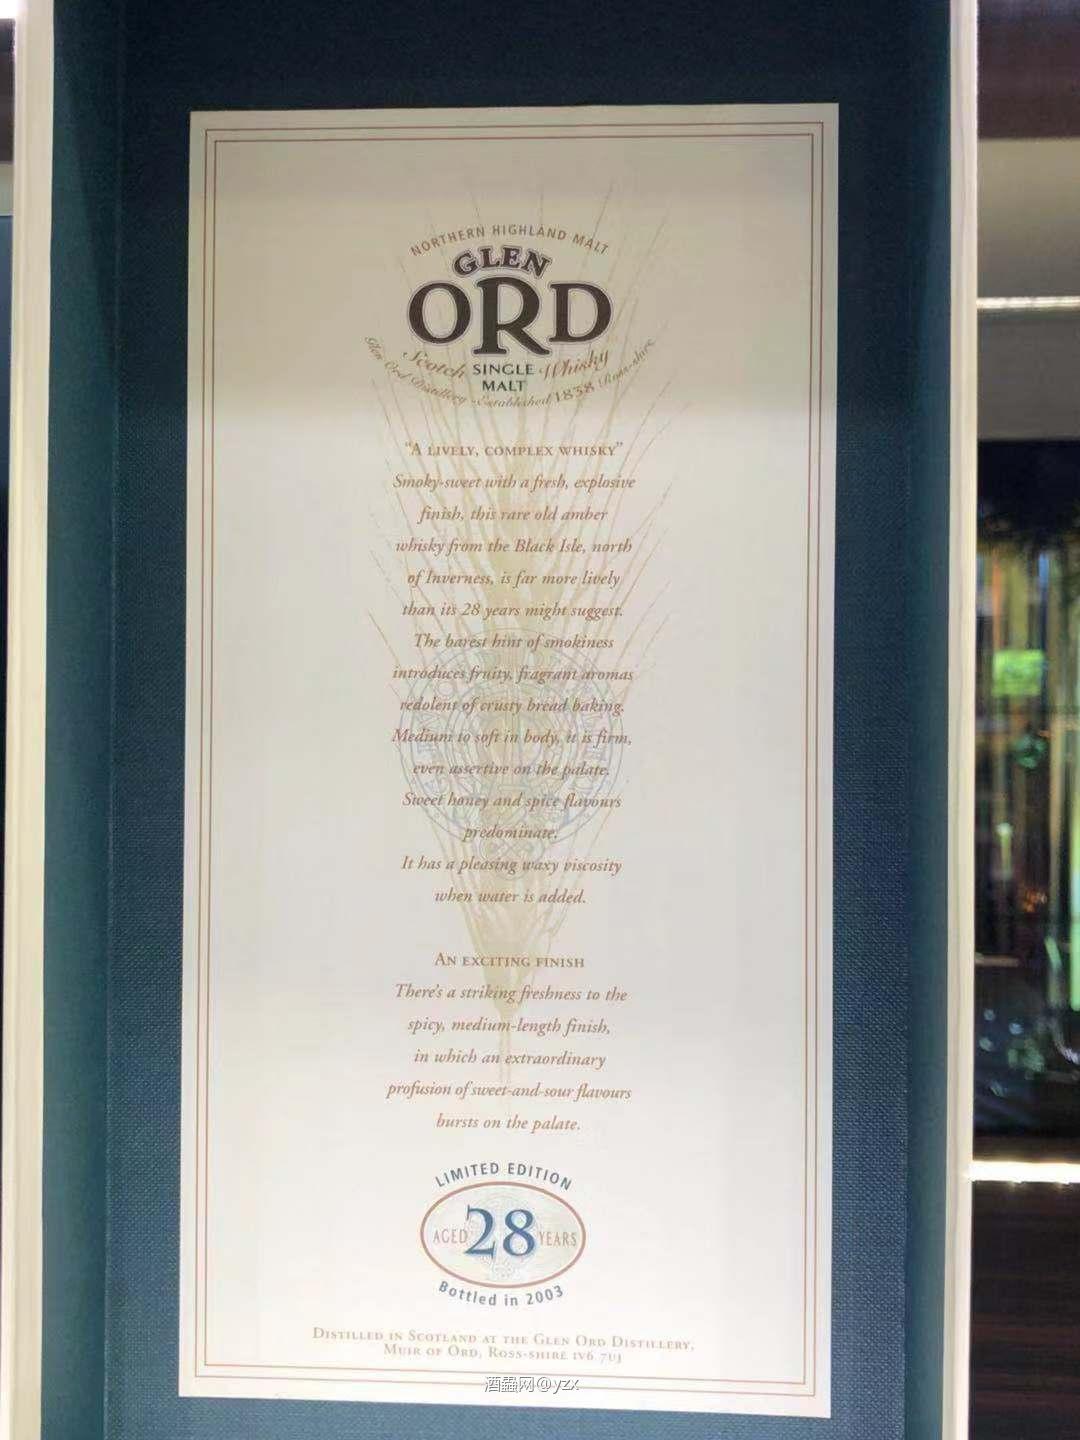 NORTHERN HIGHLAND MALT
GLEN
ORD
Scotch SINGLE Whisky
MALT
Glen Ord Distillery - Established 1838 Ross-shire
"A LIVELY, COMPLEX WHISKY"
Smoky-sweet with a fresh, explosive
finish, this rare old amber
whisky from the Black Isle, north
of Inverness, is far more lively
than its 28 years might suggest.
The barest hint of smokiness
introduces fruity, fragrant aromas
redolent of crusty bread baking.
Medium to soft in body, it is firm,
even assertive on the palate.
Sweet honey and spice flavours
predominate.
It has a pleasing waxy viscosity
when water is added.
AN EXCITING FINISH
There's a striking freshness to the
spicy, medium-length finish,
in which an extraordinary
profusion of sweet-and-sour flavours
bursts on the palate.
LIMITED EDITION
AGED 28 YEARS
Bottled in 2003
DISTILLED IN SCOTLAND AT THE GLEN ORD DISTILLERY,
MUIR OF ORD, ROSS-SHIRE IV6 7UJ
酒蟲网@yzx